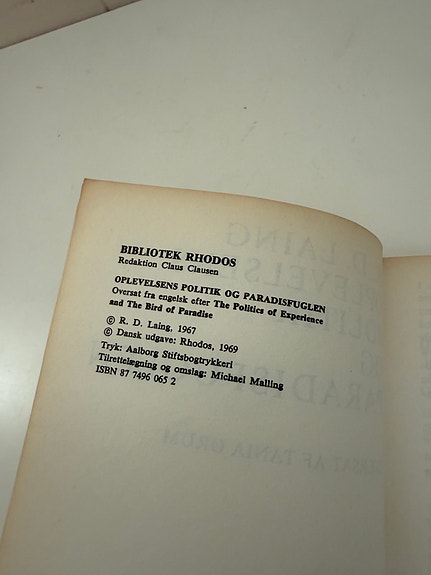 BIBLIOTEK RHODOS
Redaktion Claus Clausen
OPLEVELSENS POLITIK OG PARADISFUGLEN
Oversat fra engelsk efter The Politics of Experience
and The Bird of Paradise
© R. D. Laing, 1967
© Dansk udgave: Rhodos, 1969
Tryk: Aalborg Stiftsbogtrykkeri
Tilrettelægning og omslag: Michael Malling
ISBN 87 7496 065 2